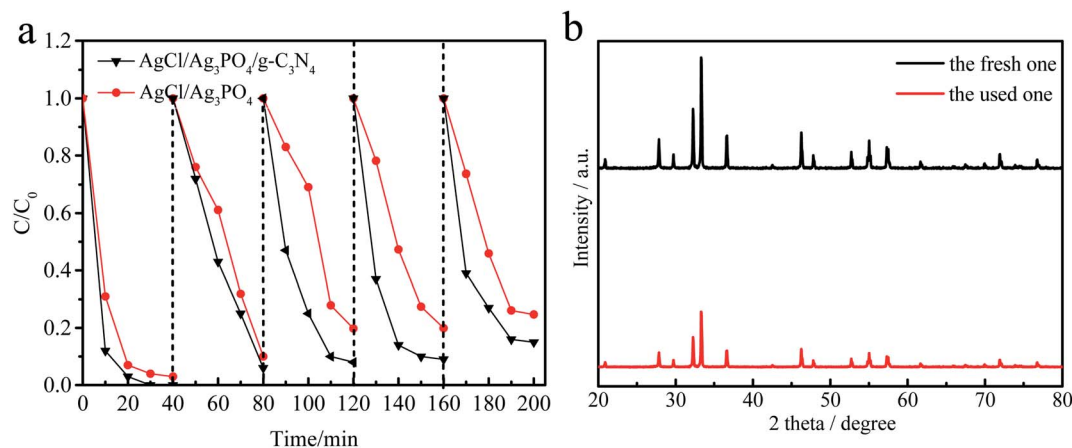 a
1.2
1.0
0.8
0.6
0.4
0.2
0.0
C/C₀
AgCl/Ag₃PO₄/g-C₃N₄
AgCl/Ag₃PO₄
0 20 40 60 80 100 120 140 160 180 200
Time/min
b
the fresh one
the used one
Intensity / a.u.
20 30 40 50 60 70 80
2 theta / degree